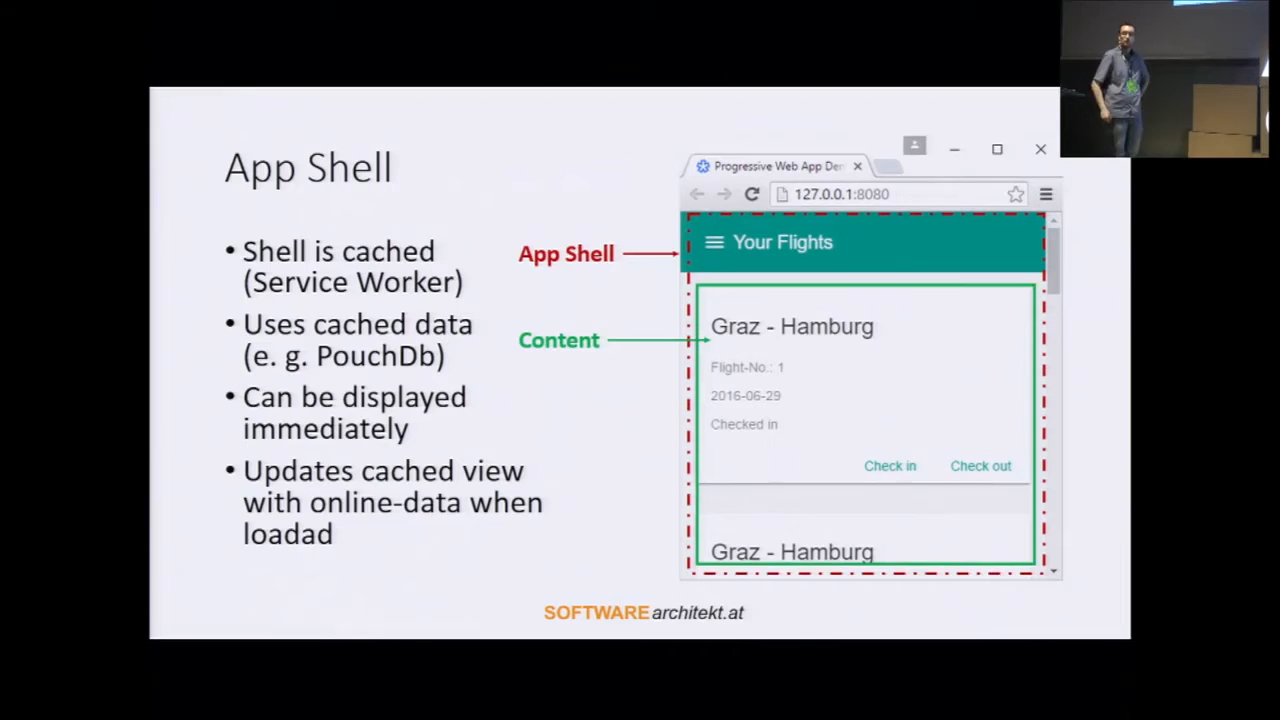 App Shell
• Shell is cached
(Service Worker)
• Uses cached data
(e. g. PouchDb)
• Can be displayed
immediately
• Updates cached view
with online-data when
loadad
App Shell
Content
Progressive Web App Den
127.0.0.1:8080
Your Flights
Graz - Hamburg
Flight-No.: 1
2016-06-29
Checked in
Check in Check out
Graz - Hamburg
SOFTWAREarchitekt.at